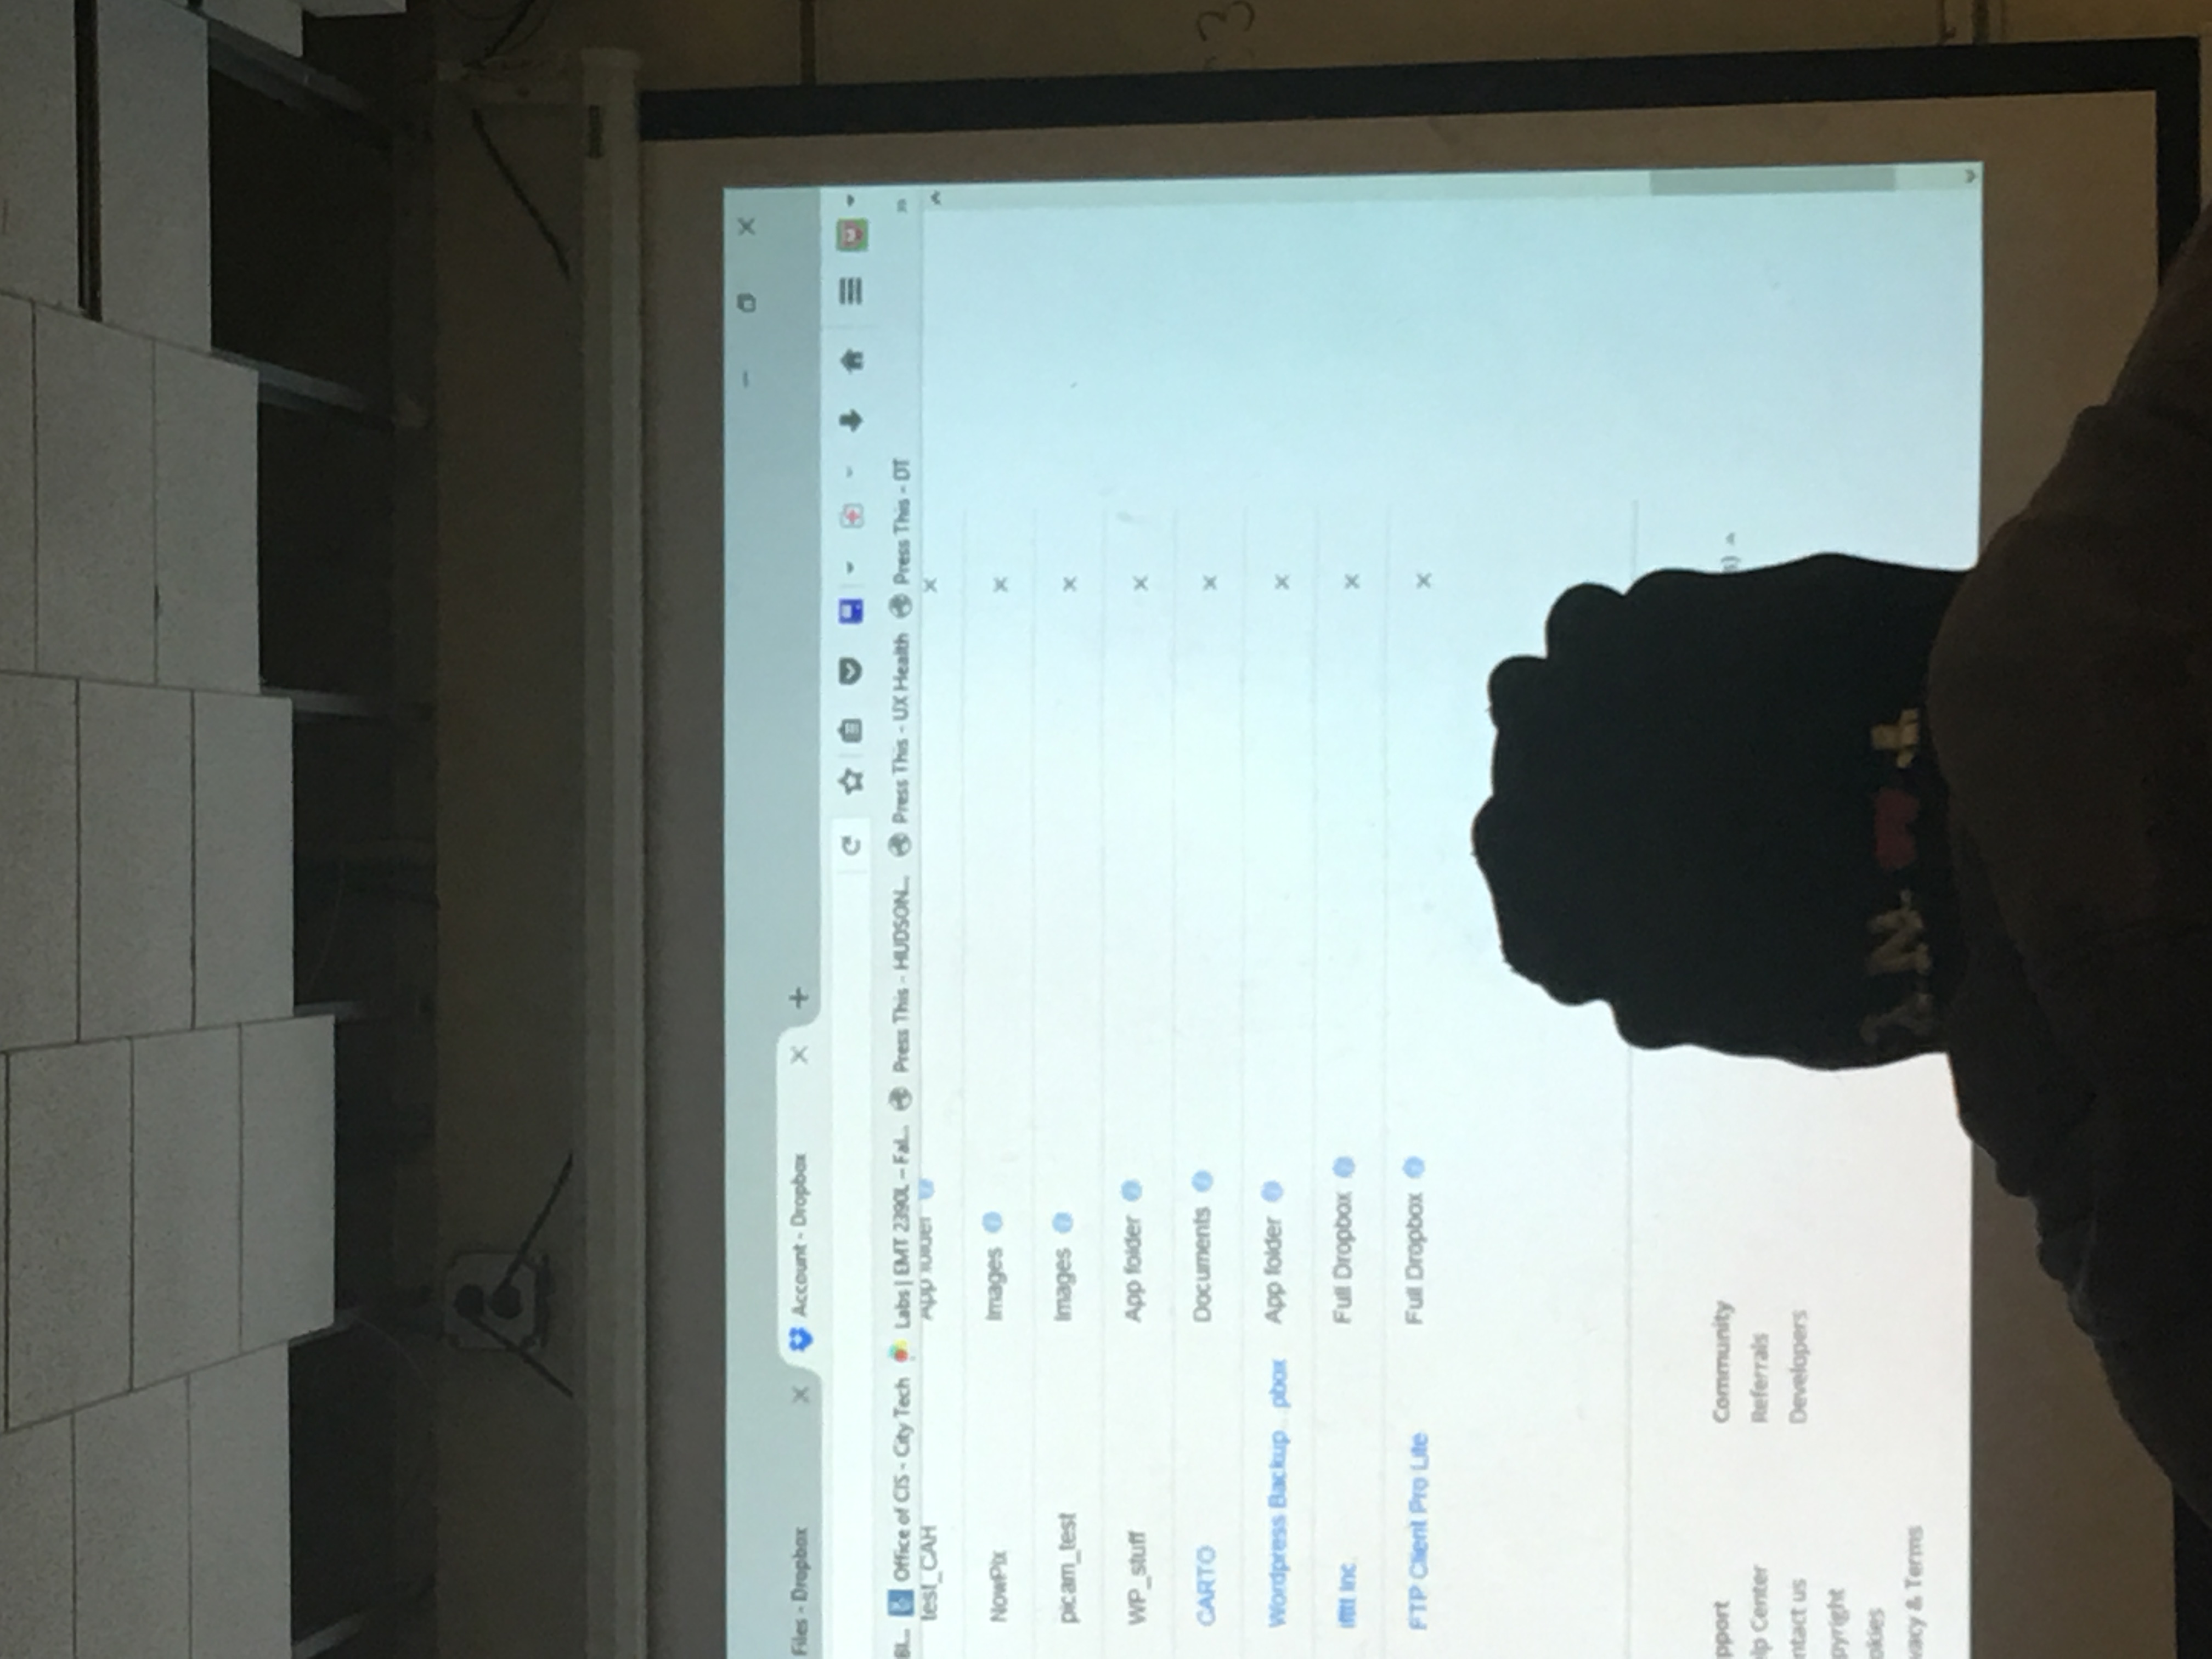 Files - Dropbox Account - Dropbox
Office of CIS - City Tech Labs | EMT 2390L – Fal... Press This - HUDSON... Press This - UX Health Press This - DT
test_CAH App folder
NowPix Images
picam_test Images
WP_stuff App folder
CARTO Documents
Wordpress Backup pbox App folder
ifttt Inc Full Dropbox
FTP Client Pro Lite Full Dropbox
pport Community
lp Center Referrals
ntact us Developers
pyright
okies
vacy & Terms